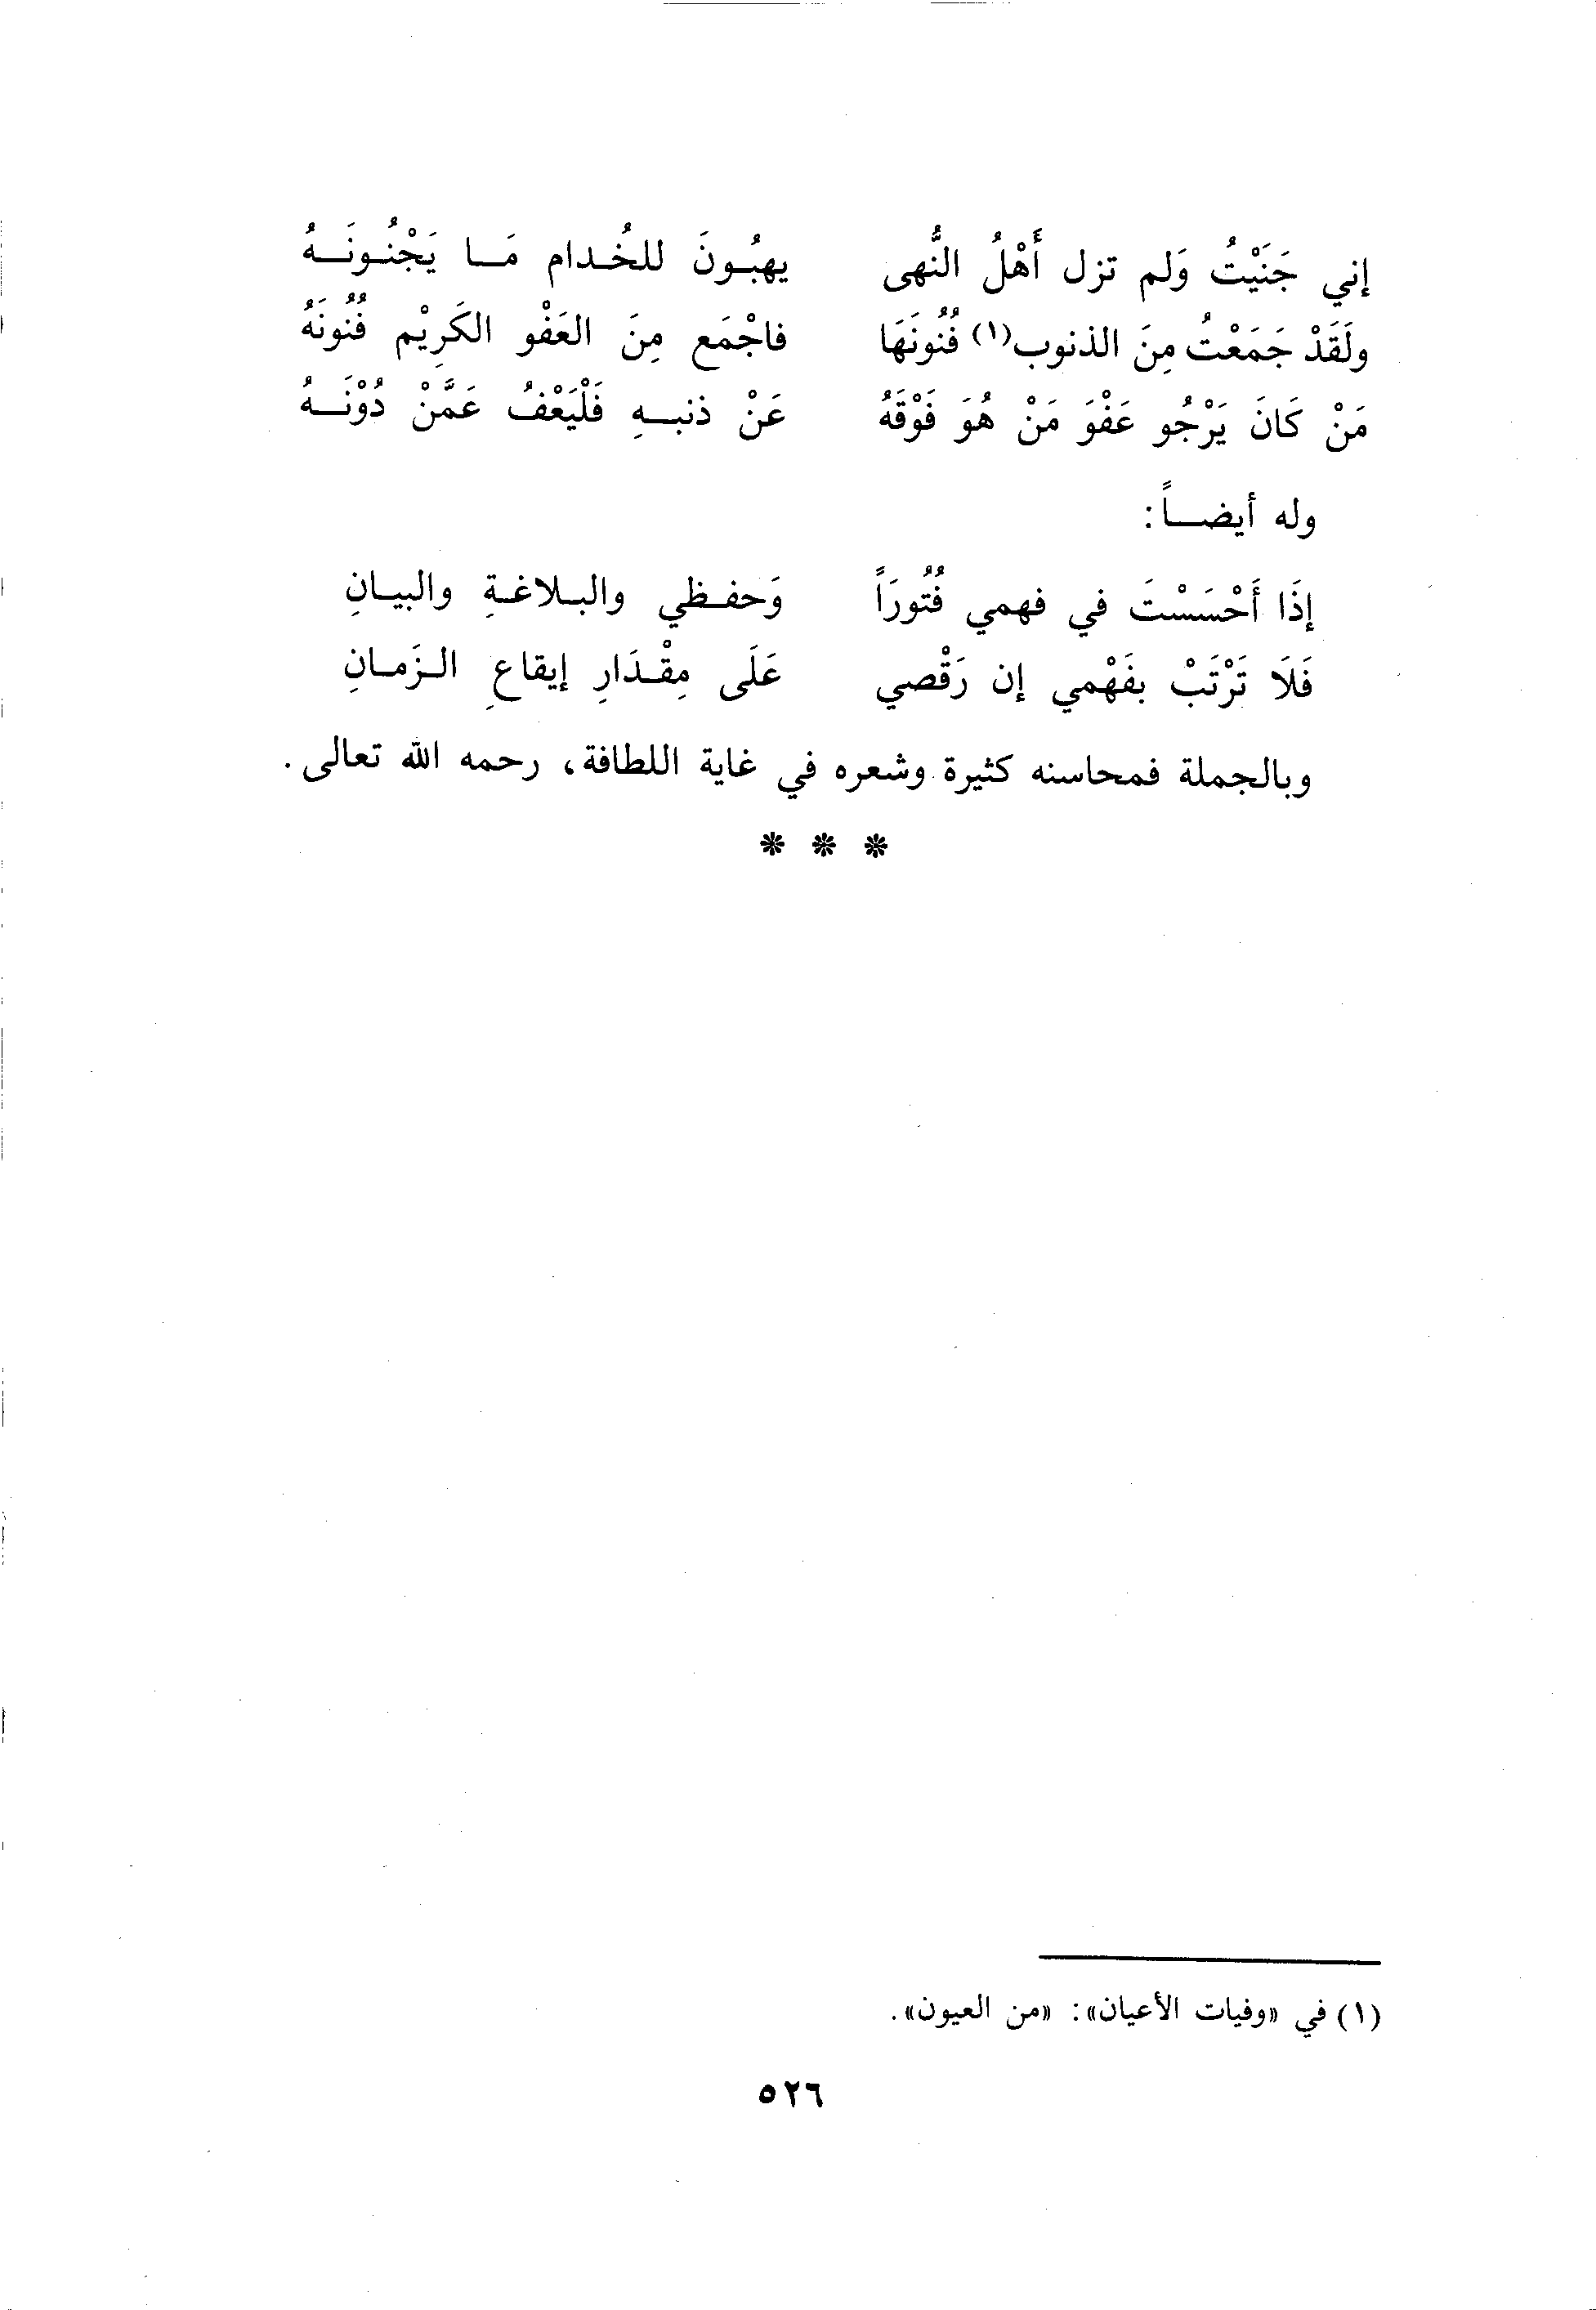 إني جَنَيْتُ وَلم تزل أَهْلُ النُّهى يهبُونَ للخُدام مَا يَجْنُونَهُ
ولَقَدْ جَمَعْتُ مِنَ الذنوب(١) فُنُونَهَا فاجْمَع مِنَ العَفْو الكَرِيْم فُنُونَهُ
مَنْ كَانَ يَرْجُو عَفْوَ مَنْ هُوَ فَوْقَهُ عَنْ ذنبهِ فَلْيَعْفُ عَمَّنْ دُوْنَهُ
وله أيضاً:
إذَا أَحْسَسْتَ في فهمي فُتُورَاً وَحفظي والبلاغةِ والبيانِ
فَلَا تَرْتَبْ بفَهْمي إن رَقْصي عَلَى مِقْدَارِ إيقاعِ الزَمانِ
وبالجملة فمحاسنه كثيرة وشعره في غاية اللطافة، رحمه الله تعالى.
* * *
(١) في «وفيات الأعيان»: «من العيون».
٥٢٦